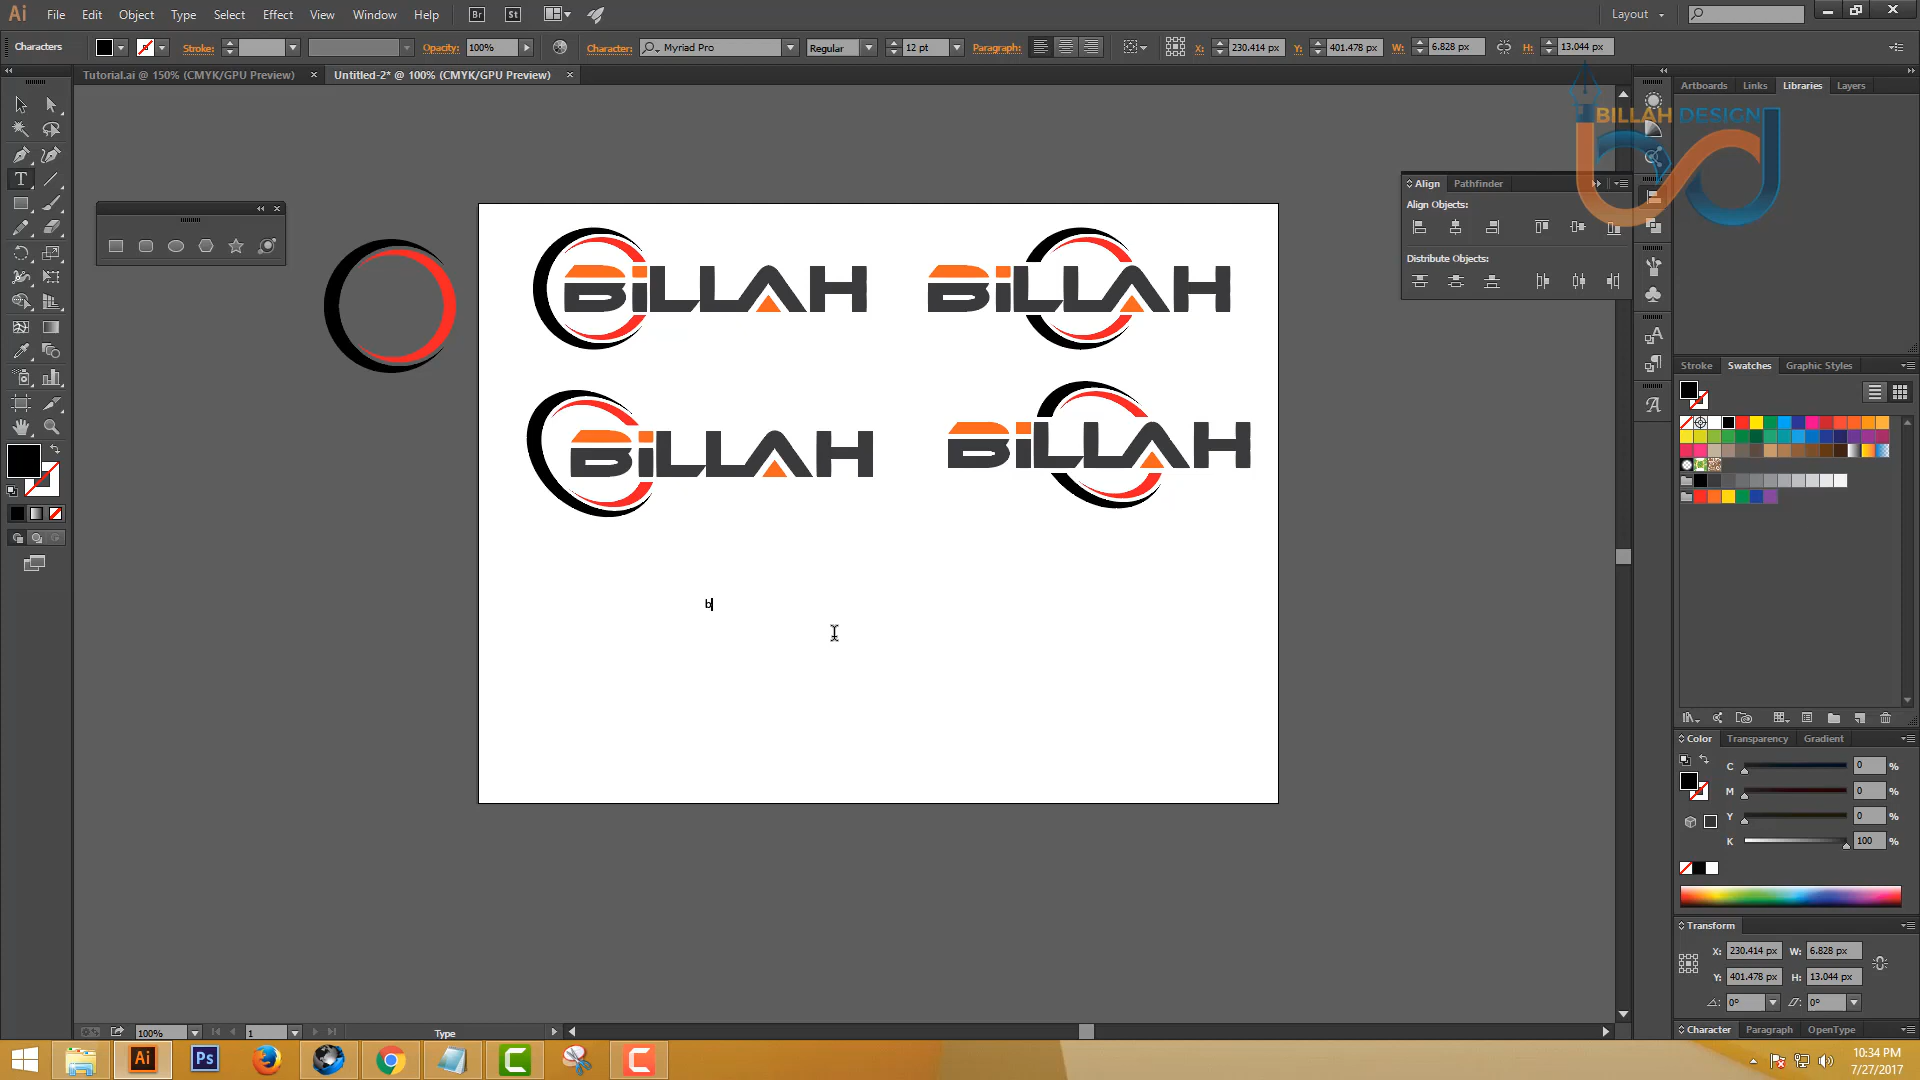 Ai File Edit Object Type Select Effect View Window Help Br St Layout
Characters Stroke: Opacity: 100% Character: Myriad Pro Regular 12 pt Paragraph: X: 230.414 px Y: 401.478 px W: 6.828 px H: 13.044 px
Tutorial.ai @ 150% (CMYK/GPU Preview) × Untitled-2* @ 100% (CMYK/GPU Preview) ×
Artboards Links Libraries Layers
BILLAH DESIGN
Align Pathfinder
Align Objects:
Distribute Objects:
BiLLAH BiLLAH
BiLLAH BiLLAH
b
Stroke Swatches Graphic Styles
Color Transparency Gradient
C 0 %
M 0 %
Y 0 %
K 100 %
Transform
X: 230.414 px W: 6.828 px
Y: 401.478 px H: 13.044 px
0° 0°
Character Paragraph OpenType
100% 1 Type
Ai Ps
10:34 PM
7/27/2017